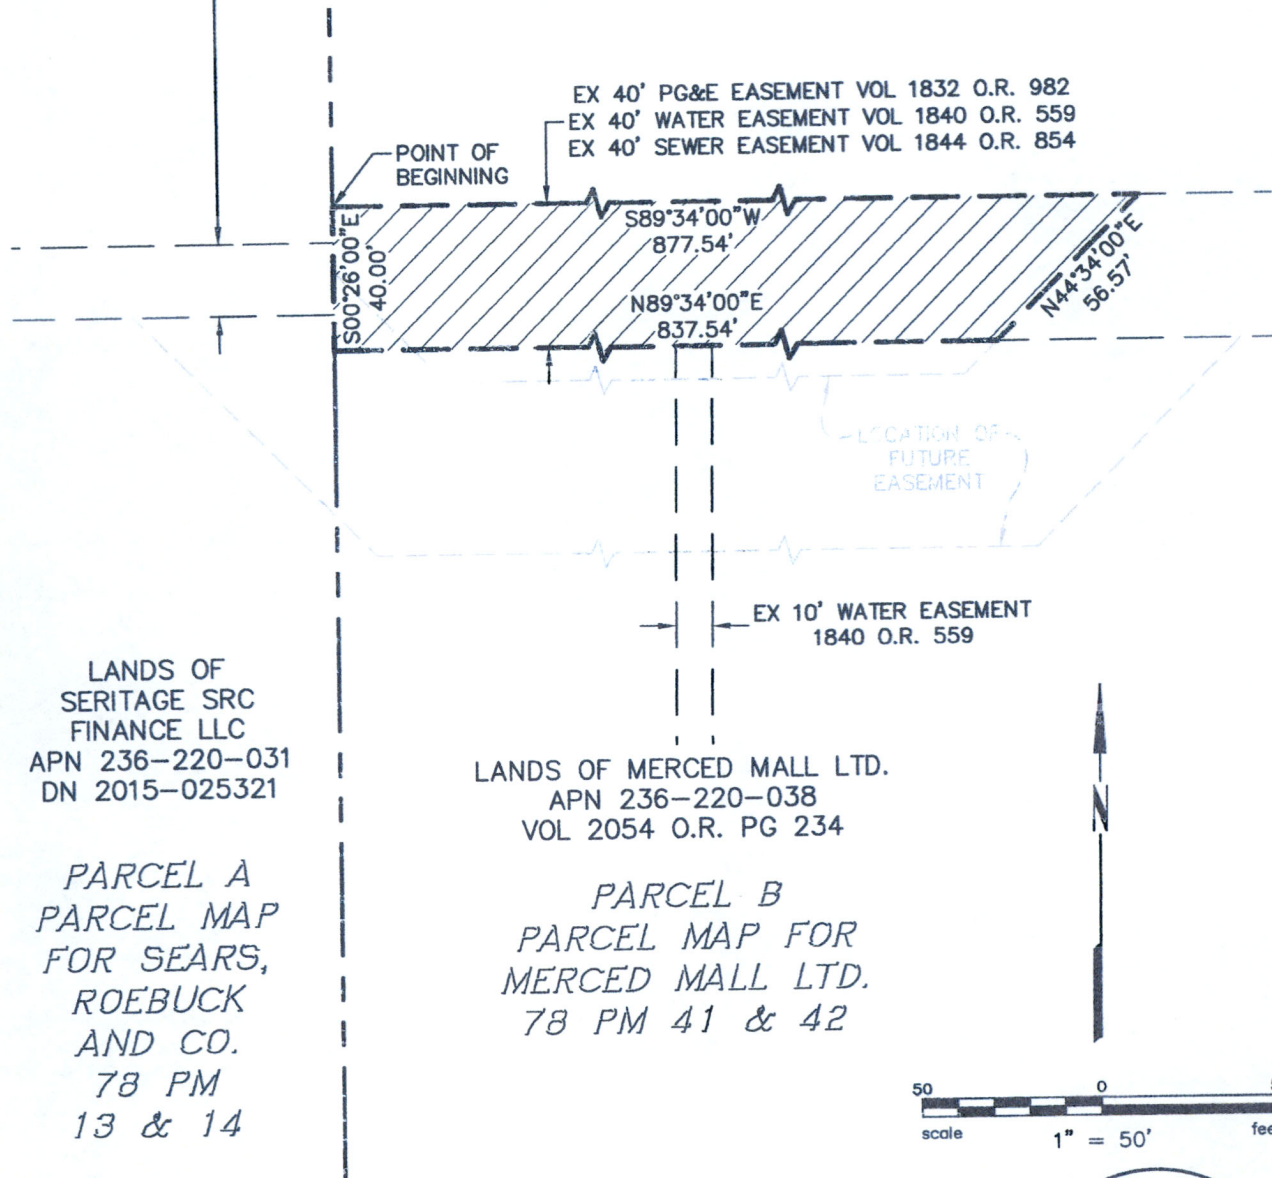 EX 40' PG&E EASEMENT VOL 1832 O.R. 982
EX 40' WATER EASEMENT VOL 1840 O.R. 559
EX 40' SEWER EASEMENT VOL 1844 O.R. 854
POINT OF
BEGINNING
S89°34'00"W
877.54'
S00°26'00"E
40.00'
N44°34'00"E
56.57'
N89°34'00"E
837.54'
LOCATION OF
FUTURE
EASEMENT
EX 10' WATER EASEMENT
1840 O.R. 559
LANDS OF
SERITAGE SRC
FINANCE LLC
APN 236-220-031
DN 2015-025321
LANDS OF MERCED MALL LTD.
APN 236-220-038
VOL 2054 O.R. PG 234
N
PARCEL A
PARCEL MAP
FOR SEARS,
ROEBUCK
AND CO.
78 PM
13 & 14
PARCEL B
PARCEL MAP FOR
MERCED MALL LTD.
78 PM 41 & 42
50 0
scale 1" = 50' fee